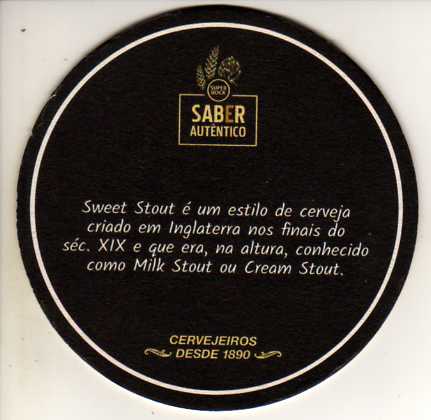 SUPER
BOCK
SABER
AUTÊNTICO
Sweet Stout é um estilo de cerveja
criado em Inglaterra nos finais do
séc. XIX e que era, na altura, conhecido
como Milk Stout ou Cream Stout.
CERVEJEIROS
DESDE 1890